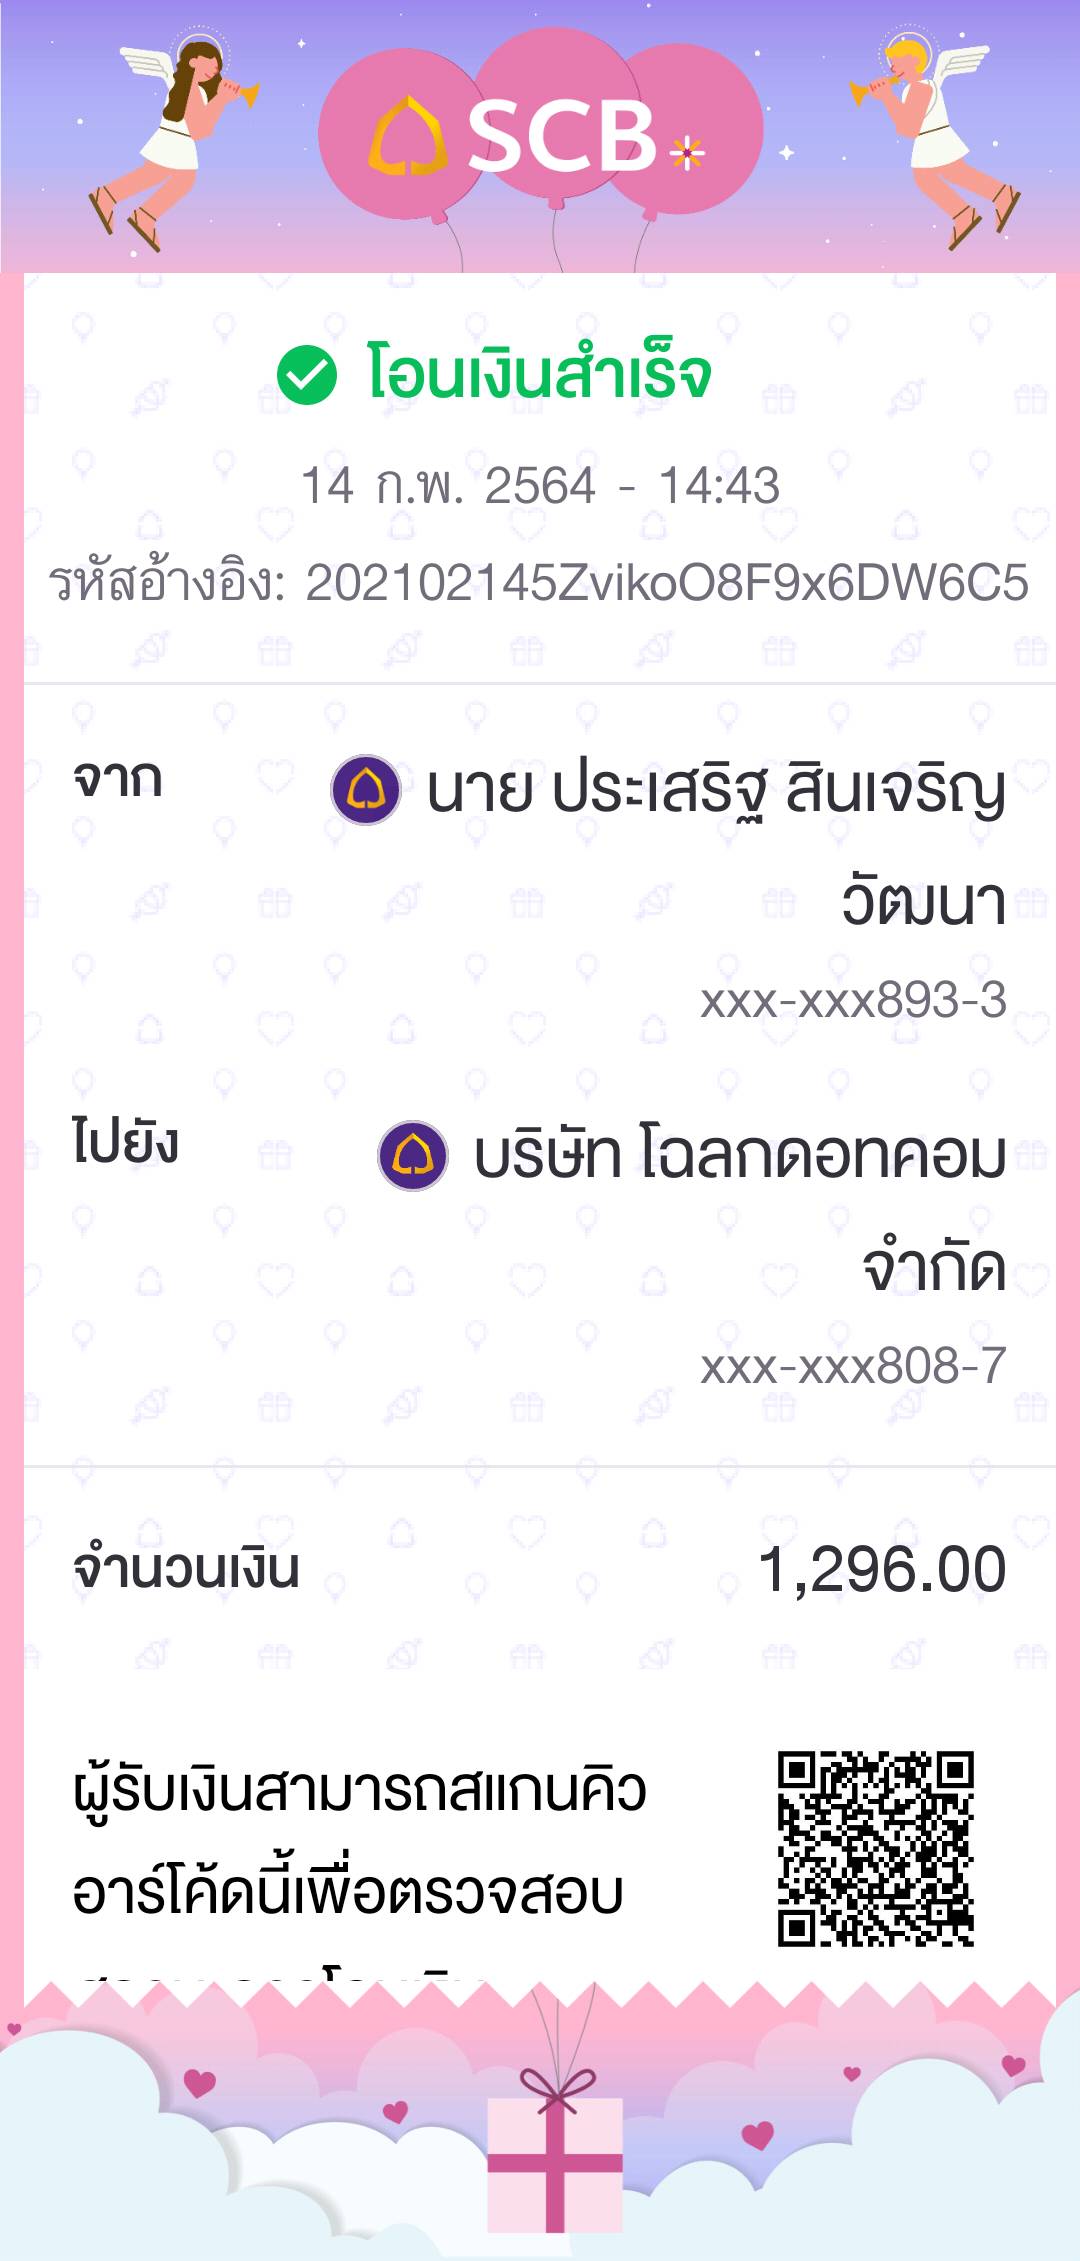 SCB
โอนเงินสำเร็จ
14 ก.พ. 2564 - 14:43
รหัสอ้างอิง: 202102145ZvikoO8F9x6DW6C5
จาก
นาย ประเสริฐ สินเจริญ
วัฒนา
xxx-xxx893-3
ไปยัง
บริษัท โฉลกดอทคอม
จำกัด
xxx-xxx808-7
จำนวนเงิน
1,296.00
ผู้รับเงินสามารถสแกนคิว
อาร์โค้ดนี้เพื่อตรวจสอบ